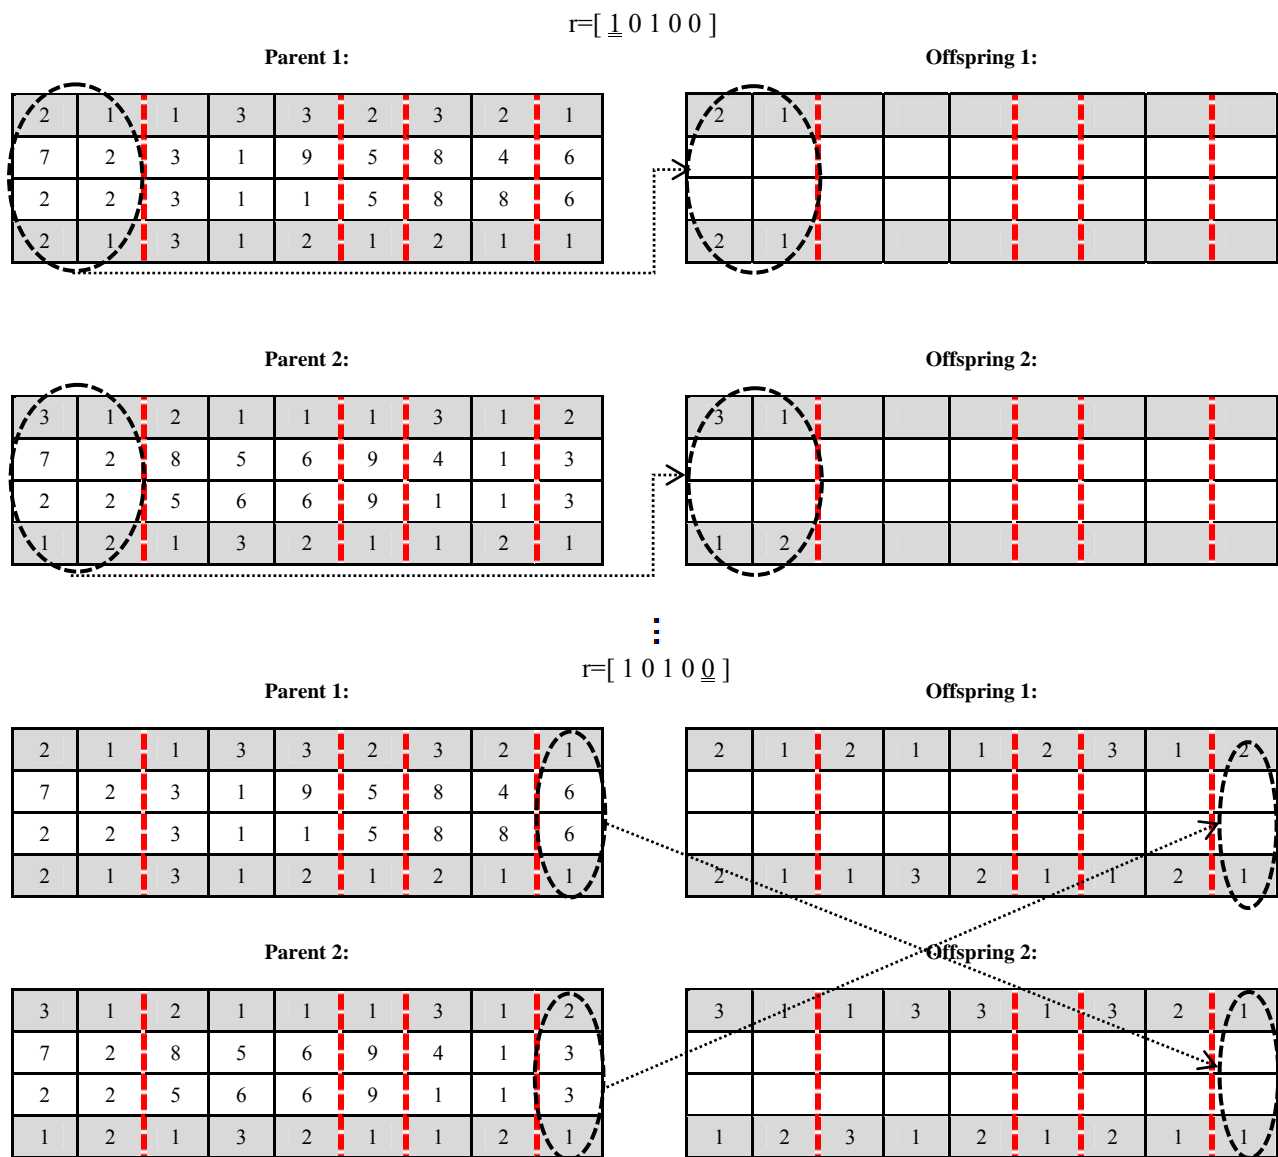 r=[ 1 0 1 0 0 ]
Parent 1:
Offspring 1:
2 1 1 3 3 2 3 2 1
2 1
7 2 3 1 9 5 8 4 6
2 2 3 1 1 5 8 8 6
2 1 3 1 2 1 2 1 1
2 1
Parent 2:
Offspring 2:
3 1 2 1 1 1 3 1 2
3 1
7 2 8 5 6 9 4 1 3
2 2 5 6 6 9 1 1 3
1 2 1 3 2 1 1 2 1
1 2
r=[ 1 0 1 0 0 ]
Parent 1:
Offspring 1:
2 1 1 3 3 2 3 2 1
2 1 2 1 1 2 3 1 2
7 2 3 1 9 5 8 4 6
2 2 3 1 1 5 8 8 6
2 1 3 1 2 1 2 1 1
2 1 1 3 2 1 1 2 1
Parent 2:
Offspring 2:
3 1 2 1 1 1 3 1 2
3 1 1 3 3 1 3 2 1
7 2 8 5 6 9 4 1 3
2 2 5 6 6 9 1 1 3
1 2 1 3 2 1 1 2 1
1 2 3 1 2 1 2 1 1